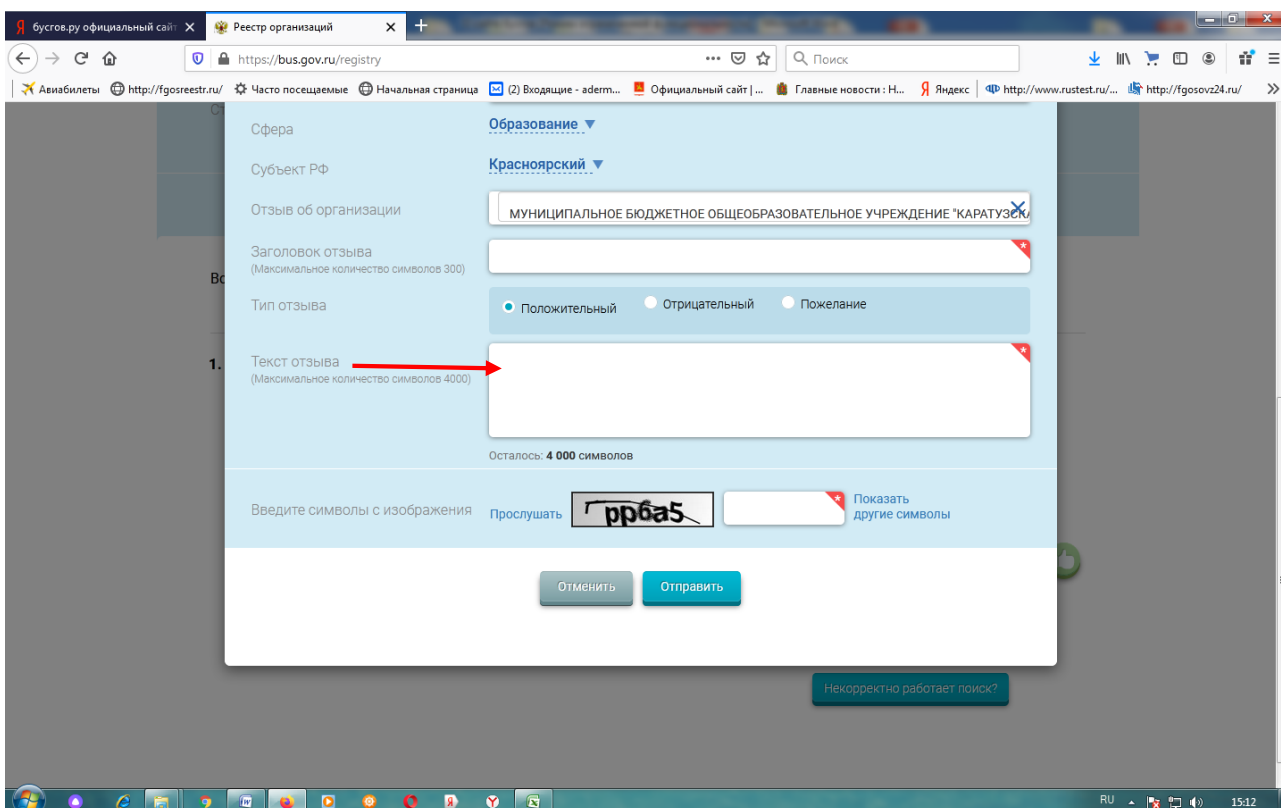 Я бусгов.ру официальный сайт
Реестр организаций
https://bus.gov.ru/registry
Поиск
Авиабилеты http://fgosreestr.ru/ Часто посещаемые Начальная страница (2) Входящие - aderm... Официальный сайт | ... Главные новости : Н... Яндекс http://www.rustest.ru/... http://fgosovz24.ru/
Ст
Сфера Образование
Субъект РФ Красноярский
Отзыв об организации МУНИЦИПАЛЬНОЕ БЮДЖЕТНОЕ ОБЩЕОБРАЗОВАТЕЛЬНОЕ УЧРЕЖДЕНИЕ "КАРАТУЗСКА
Заголовок отзыва
(Максимальное количество символов 300)
Вс
Тип отзыва Положительный Отрицательный Пожелание
1.
Текст отзыва
(Максимальное количество символов 4000)
Осталось: 4 000 символов
Введите символы с изображения Прослушать pp6a5 Показать
другие символы
Отменить Отправить
Некорректно работает поиск?
RU 15:12